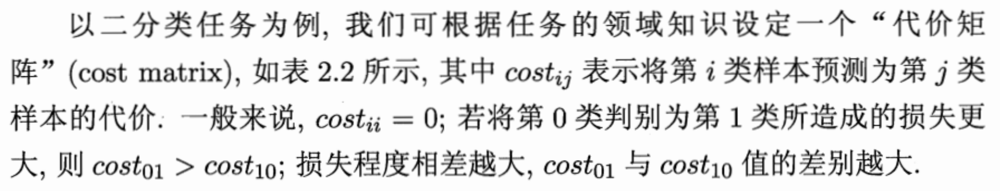 以二分类任务为例, 我们可根据任务的领域知识设定一个 “代价矩
阵” (cost matrix), 如表 2.2 所示, 其中 cost_{ij} 表示将第 i 类样本预测为第 j 类
样本的代价. 一般来说, cost_{ii} = 0; 若将第 0 类判别为第 1 类所造成的损失更
大, 则 cost_{01} > cost_{10}; 损失程度相差越大, cost_{01} 与 cost_{10} 值的差别越大.